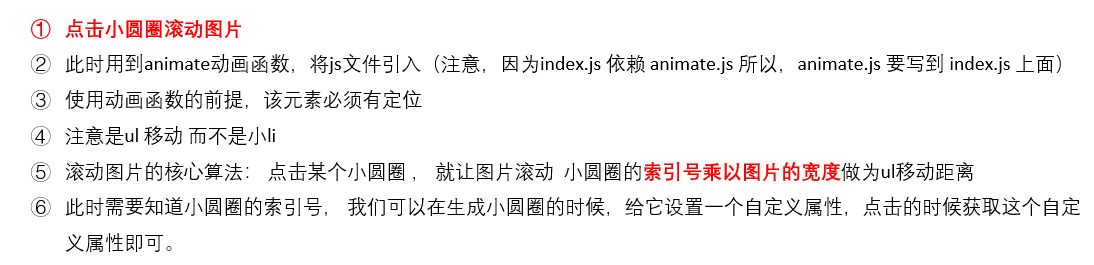 ① 点击小圆圈滚动图片
② 此时用到animate动画函数，将js文件引入（注意，因为index.js 依赖 animate.js 所以，animate.js 要写到 index.js 上面）
③ 使用动画函数的前提，该元素必须有定位
④ 注意是ul 移动 而不是小li
⑤ 滚动图片的核心算法： 点击某个小圆圈 ， 就让图片滚动 小圆圈的索引号乘以图片的宽度做为ul移动距离
⑥ 此时需要知道小圆圈的索引号， 我们可以在生成小圆圈的时候，给它设置一个自定义属性，点击的时候获取这个自定
义属性即可。